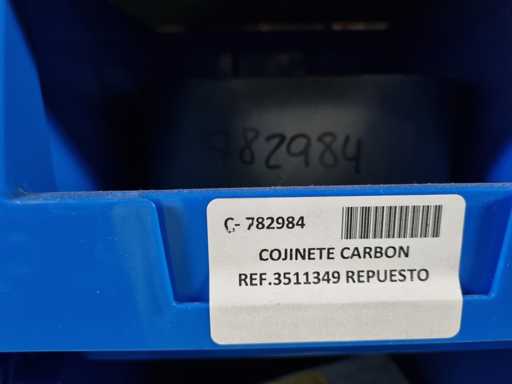 782984
C- 782984
COJINETE CARBON
REF.3511349 REPUESTO